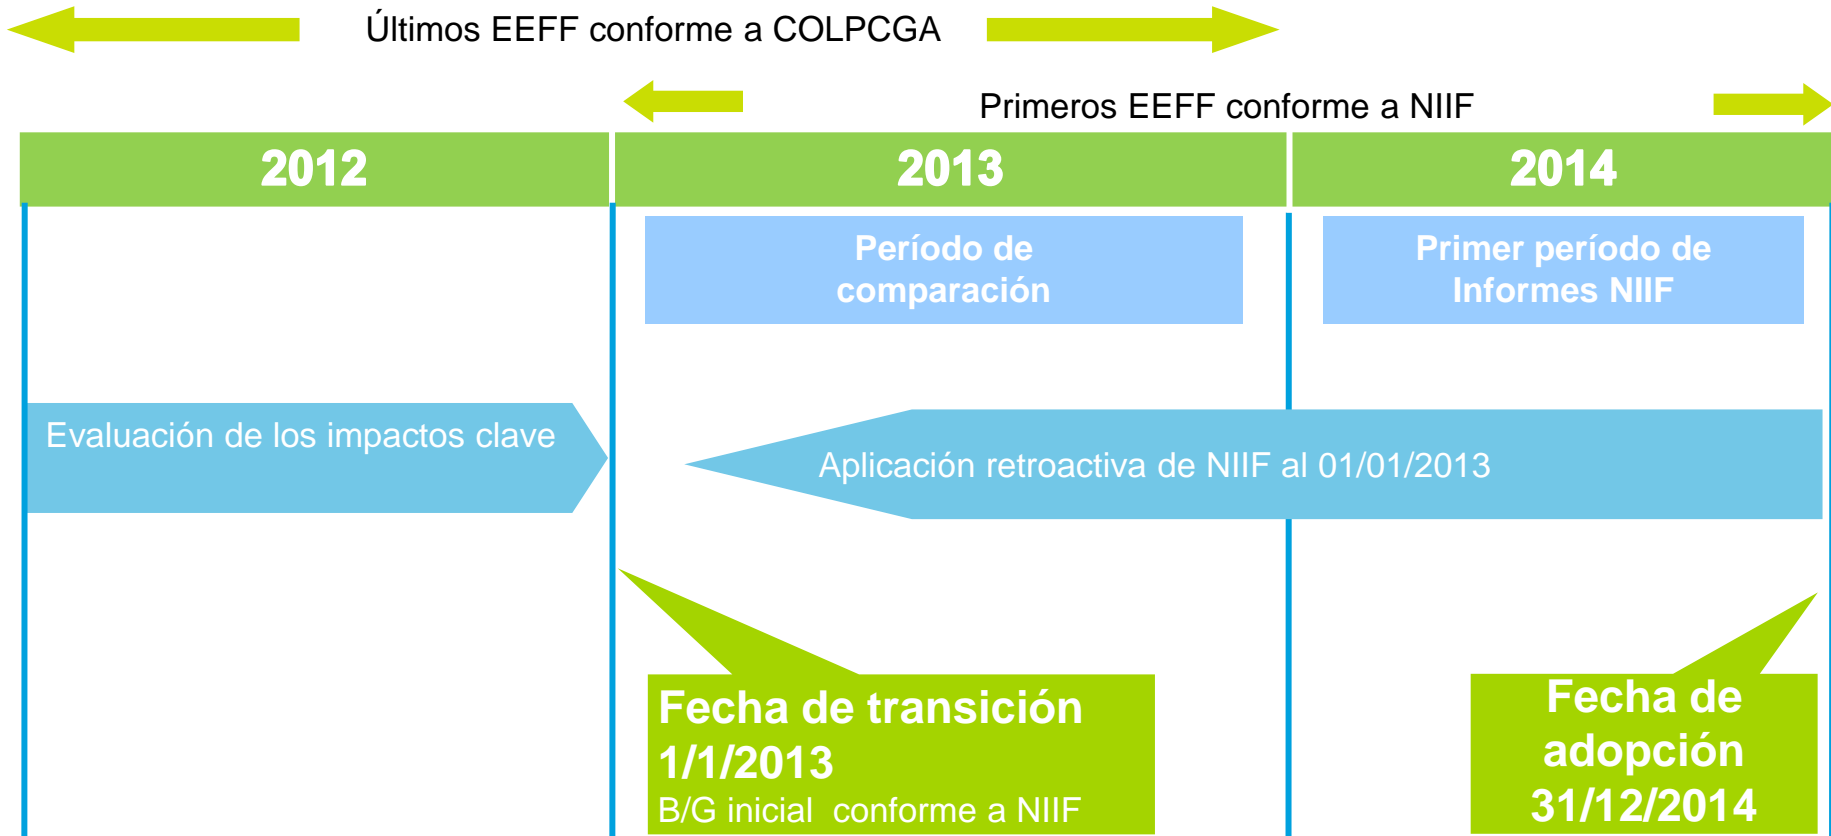 Últimos EEFF conforme a COLPCGA
Primeros EEFF conforme a NIIF
2012
2013
2014
Período de
comparación
Primer período de
Informes NIIF
Evaluación de los impactos clave
Aplicación retroactiva de NIIF al 01/01/2013
Fecha de transición
1/1/2013
B/G inicial  conforme a NIIF
Fecha de
adopción
31/12/2014